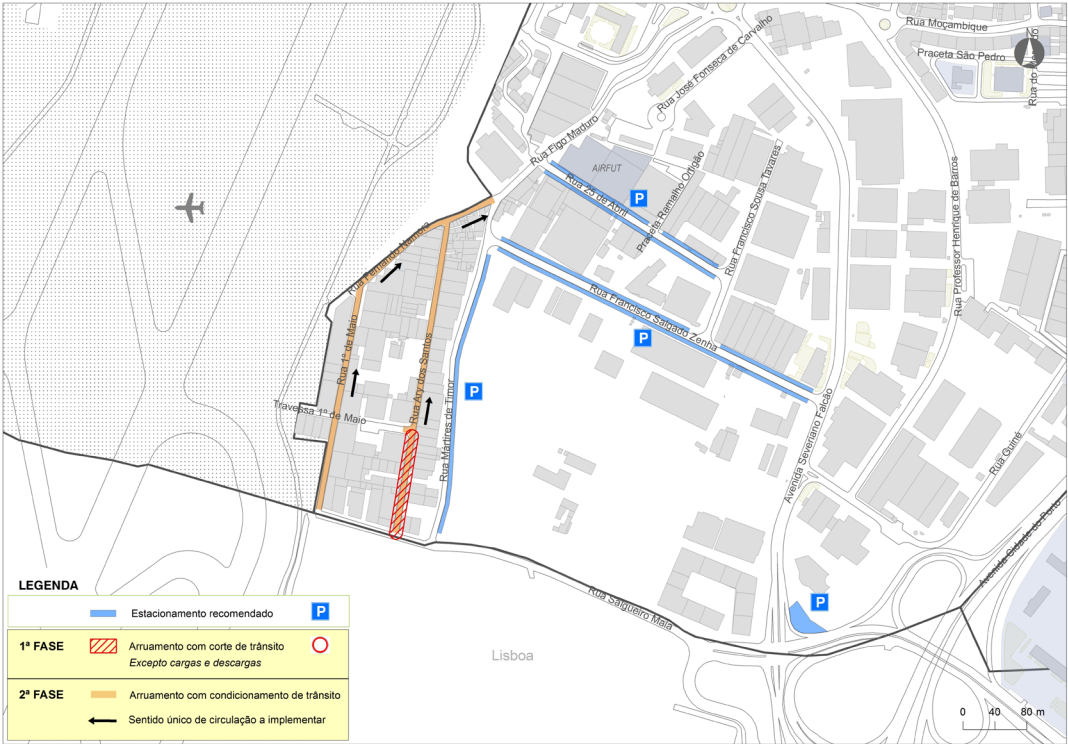 Rua Moçambique
Praceta São Pedro
Rua José Fonseca de Carvalho
Rua Figo Maduro
AIRFUT
Rua 25 de Abril
P
Praceta Ramalho Ortigão
Rua Francisco Sousa Tavares
Rua Professor Henrique de Barros
Rua Fernando Namora
Rua Francisco Salgado Zenha
P
Rua 1º de Maio
Rua Ary dos Santos
P
Travessa 1º de Maio
Rua Mártires de Timor
Avenida Severiano Falcão
Rua Guiné
Avenida Cidade do Porto
Rua Salgueiro Maia
P
Lisboa
LEGENDA
Estacionamento recomendado P
1ª FASE Arruamento com corte de trânsito
Excepto cargas e descargas
2ª FASE Arruamento com condicionamento de trânsito
Sentido único de circulação a implementar
0 40 80 m